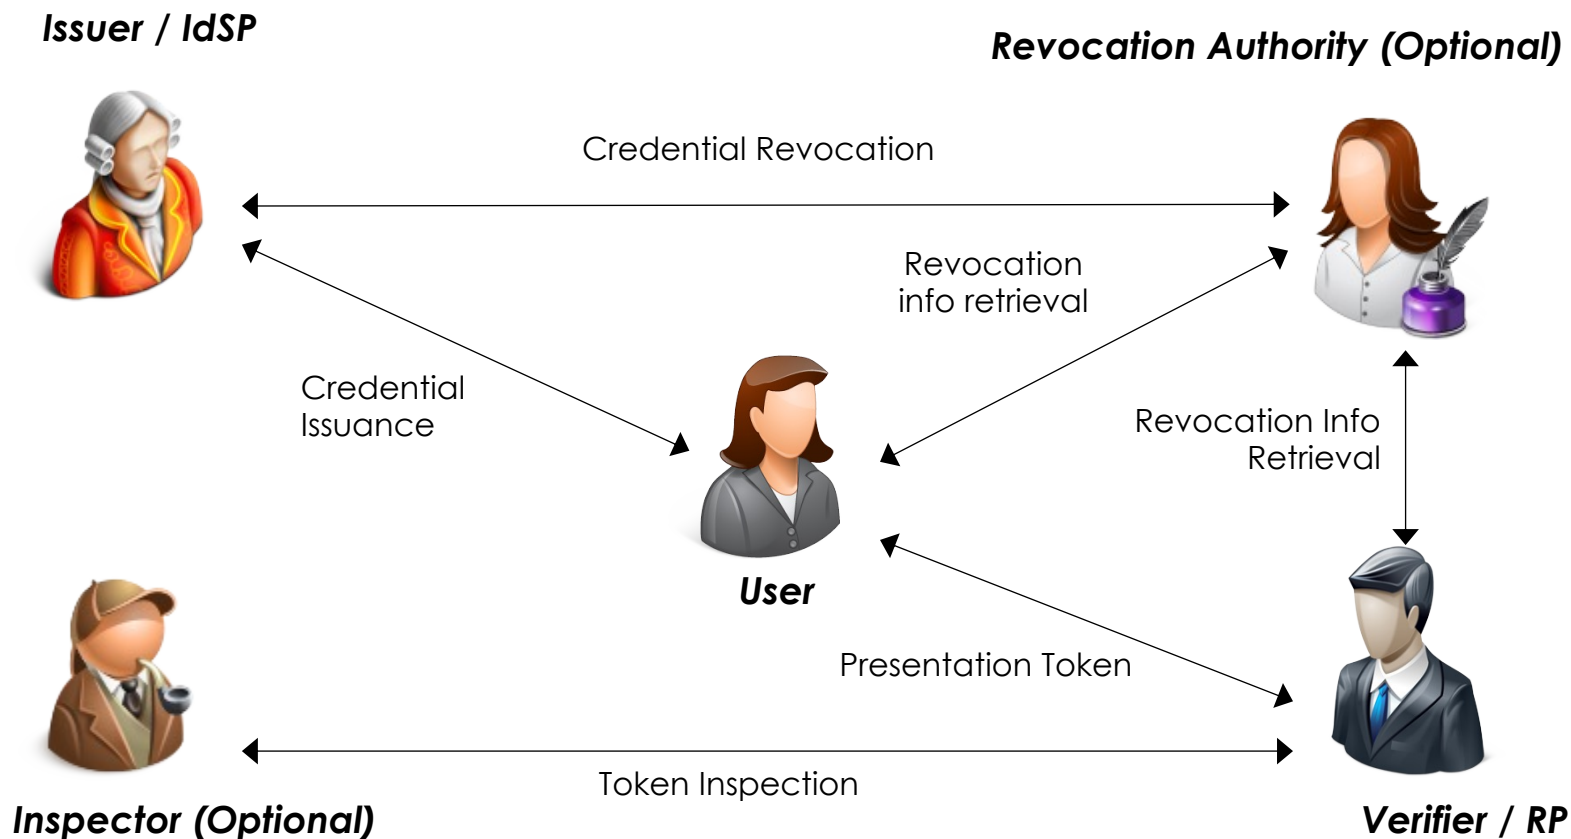 Issuer / IdSP
Revocation Authority (Optional)
Credential Revocation
Revocation
info retrieval
Credential
Issuance
Revocation Info
Retrieval
User
Presentation Token
Token Inspection
Inspector (Optional)
Verifier / RP